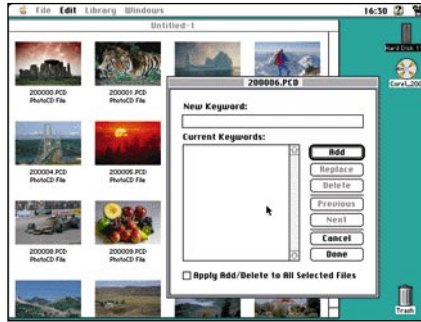 File Edit Library Windows
16:30
Untitled-1
Hard Disk
200006.PCD
200000.PCD
PhotoCD File
200001.PCD
PhotoCD File
New Keyword:
Current Keywords:
Add
Replace
Delete
Previous
Next
Cancel
Done
Apply Add/Delete to All Selected Files
200004.PCD
PhotoCD File
200005.PCD
PhotoCD File
200008.PCD
PhotoCD File
200009.PCD
PhotoCD File
Trash